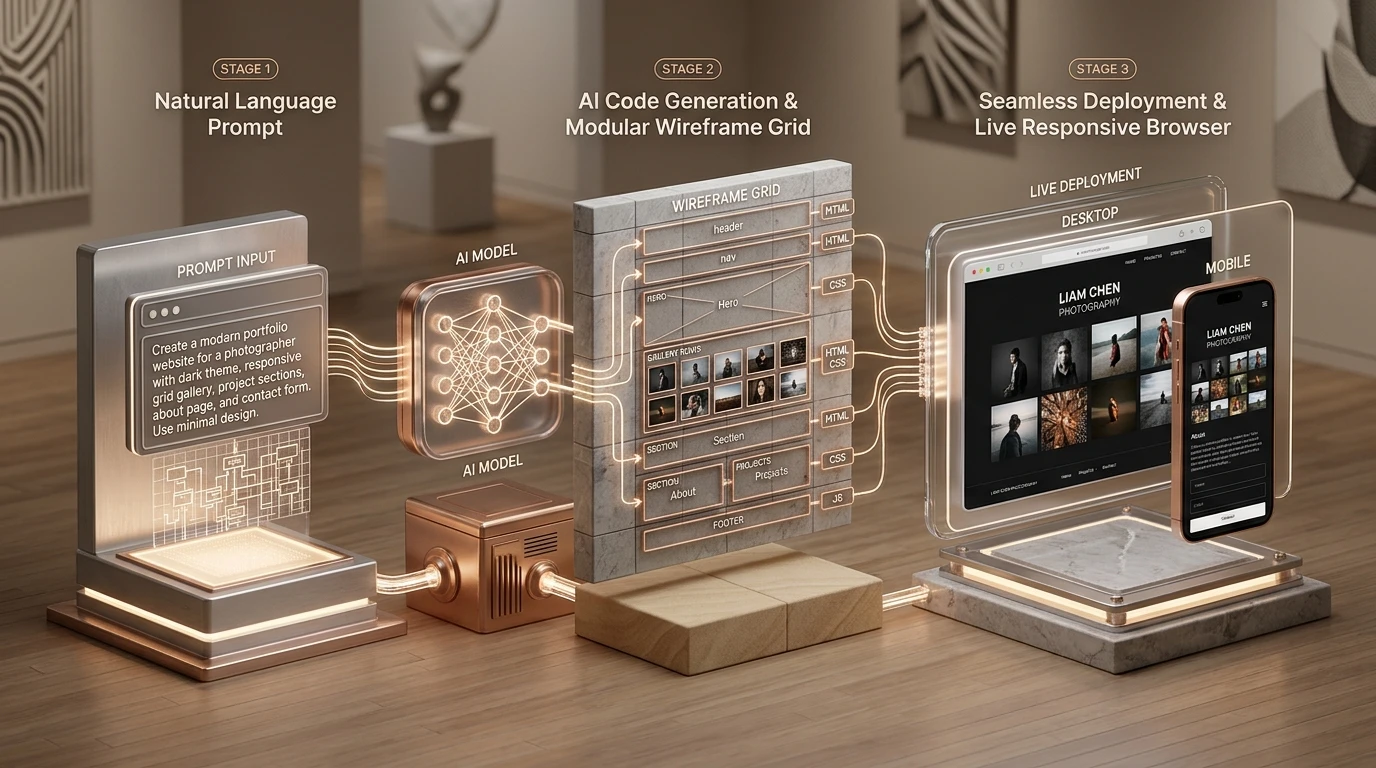 STAGE 1
Natural Language
Prompt
STAGE 2
AI Code Generation &
Modular Wireframe Grid
STAGE 3
Seamless Deployment &
Live Responsive Browser
PROMPT INPUT
Create a modern portfolio
website for a photographer
with dark theme, responsive
grid gallery, project sections,
about page, and contact form.
Use minimal design.
AI MODEL
AI MODEL
WIREFRAME GRID
header
HTML
nav
HTML
HERO
Hero
CSS
HTML
CSS
SECTION
Section
HTML
SECTION
About
PROJECTS
CSS
JS
FOOTER
LIVE DEPLOYMENT
DESKTOP
LIAM CHEN
PHOTOGRAPHY
MOBILE
LIAM CHEN
PHOTOGRAPHY
About